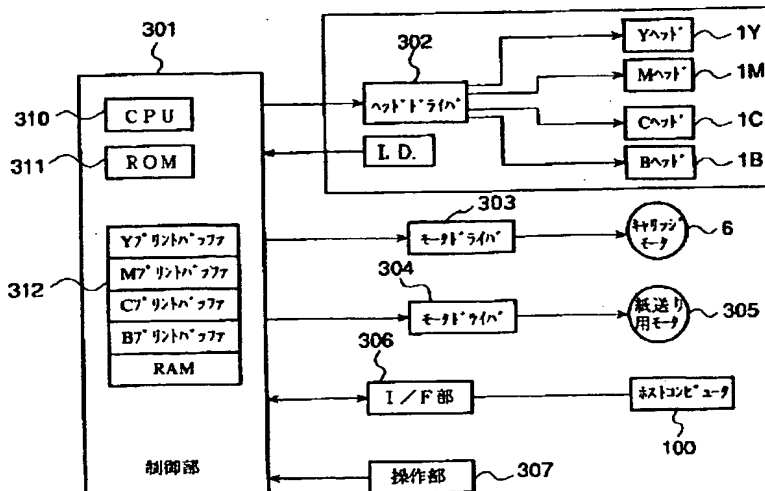 301
302
Yヘッド
1Y
Mヘッド
1M
310
CPU
ヘッドドライバ
Cヘッド
1C
311
ROM
I.D.
Bヘッド
1B
303
モータドライバ
キャリッジ
モータ
6
312
Yプリントバッファ
Mプリントバッファ
Cプリントバッファ
Bプリントバッファ
RAM
304
モータドライバ
紙送り
用モータ
305
306
I/F部
ホストコンピュータ
100
制御部
操作部
307